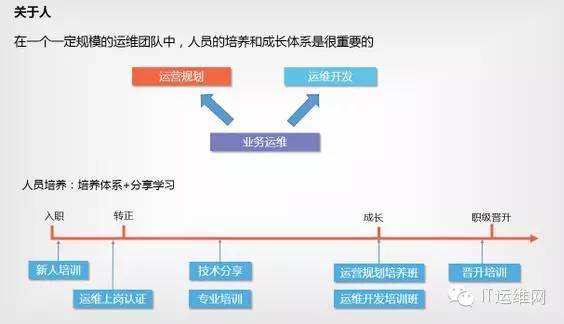 关于人
在一个一定规模的运维团队中，人员的培养和成长体系是很重要的
运营规划
运维开发
业务运维
人员培养：培养体系+分享学习
入职
转正
成长
职级晋升
新人培训
技术分享
运营规划培养班
晋升培训
运维上岗认证
专业培训
运维开发培训班
IT运维网